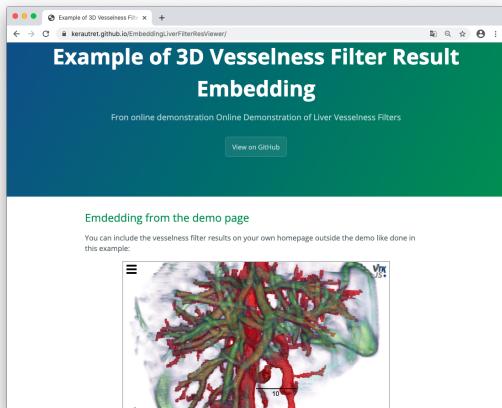 Example of 3D Vesselness Filte
kerautret.github.io/EmbeddingLiverFilterResViewer/
Example of 3D Vesselness Filter Result
Embedding
Fron online demonstration Online Demonstration of Liver Vesselness Filters
View on GitHub
Emdedding from the demo page
You can include the vesselness filter results on your own homepage outside the demo like done in
this example:
VTK
JS
10